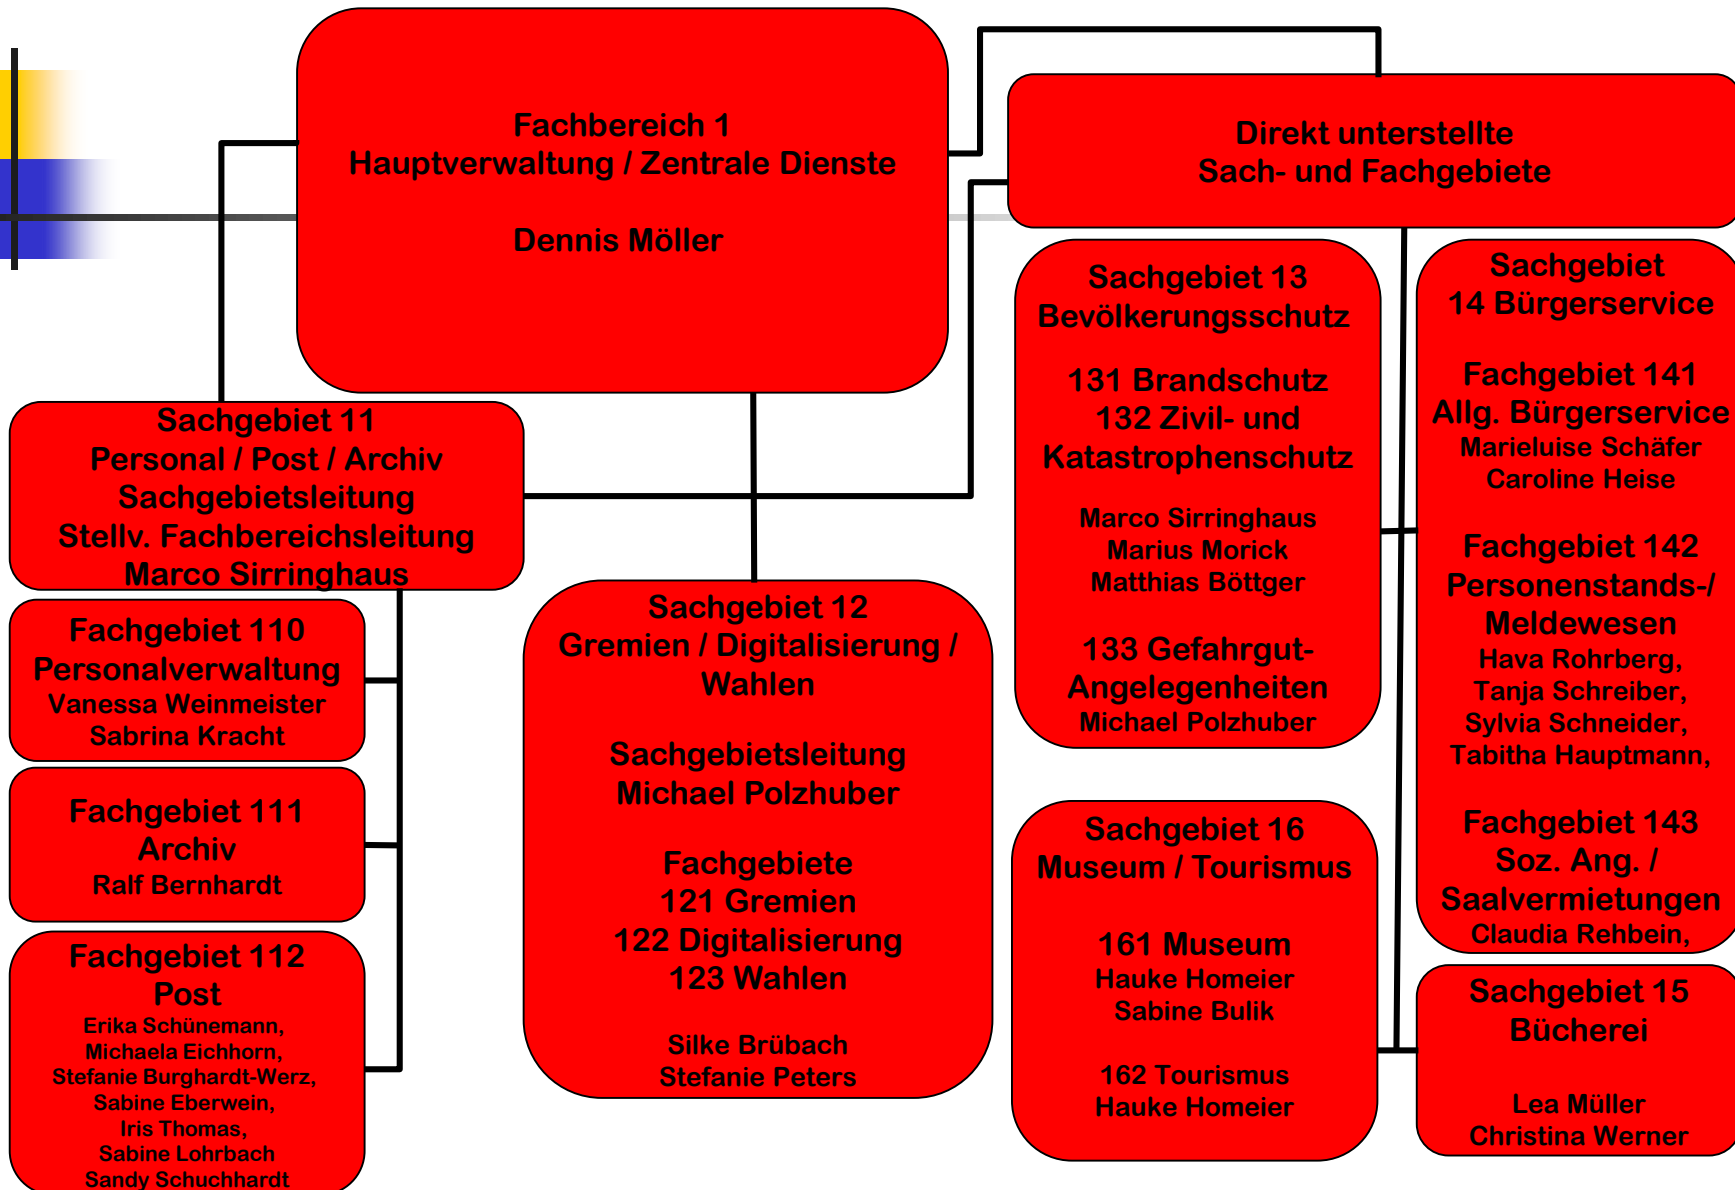 Fachbereich 1
Hauptverwaltung / Zentrale Dienste
Dennis Möller
Direkt unterstellte
Sach- und Fachgebiete
Sachgebiet 11
Personal / Post / Archiv
Sachgebietsleitung
Stellv. Fachbereichsleitung
Marco Sirringhaus
Fachgebiet 110
Personalverwaltung
Vanessa Weinmeister
Sabrina Kracht
Fachgebiet 111
Archiv
Ralf Bernhardt
Fachgebiet 112
Post
Erika Schünemann,
Michaela Eichhorn,
Stefanie Burghardt-Werz,
Sabine Eberwein,
Iris Thomas,
Sabine Lohrbach
Sandy Schuchhardt
Sachgebiet 12
Gremien / Digitalisierung /
Wahlen
Sachgebietsleitung
Michael Polzhuber
Fachgebiete
121 Gremien
122 Digitalisierung
123 Wahlen
Silke Brübach
Stefanie Peters
Sachgebiet 13
Bevölkerungsschutz
131 Brandschutz
132 Zivil- und
Katastrophenschutz
Marco Sirringhaus
Marius Morick
Matthias Böttger
133 Gefahrgut-
Angelegenheiten
Michael Polzhuber
Sachgebiet
14 Bürgerservice
Fachgebiet 141
Allg. Bürgerservice
Marieluise Schäfer
Caroline Heise
Fachgebiet 142
Personenstands-/
Meldewesen
Hava Rohrberg,
Tanja Schreiber,
Sylvia Schneider,
Tabitha Hauptmann,
Fachgebiet 143
Soz. Ang. /
Saalvermietungen
Claudia Rehbein,
Sachgebiet 16
Museum / Tourismus
161 Museum
Hauke Homeier
Sabine Bulik
162 Tourismus
Hauke Homeier
Sachgebiet 15
Bücherei
Lea Müller
Christina Werner